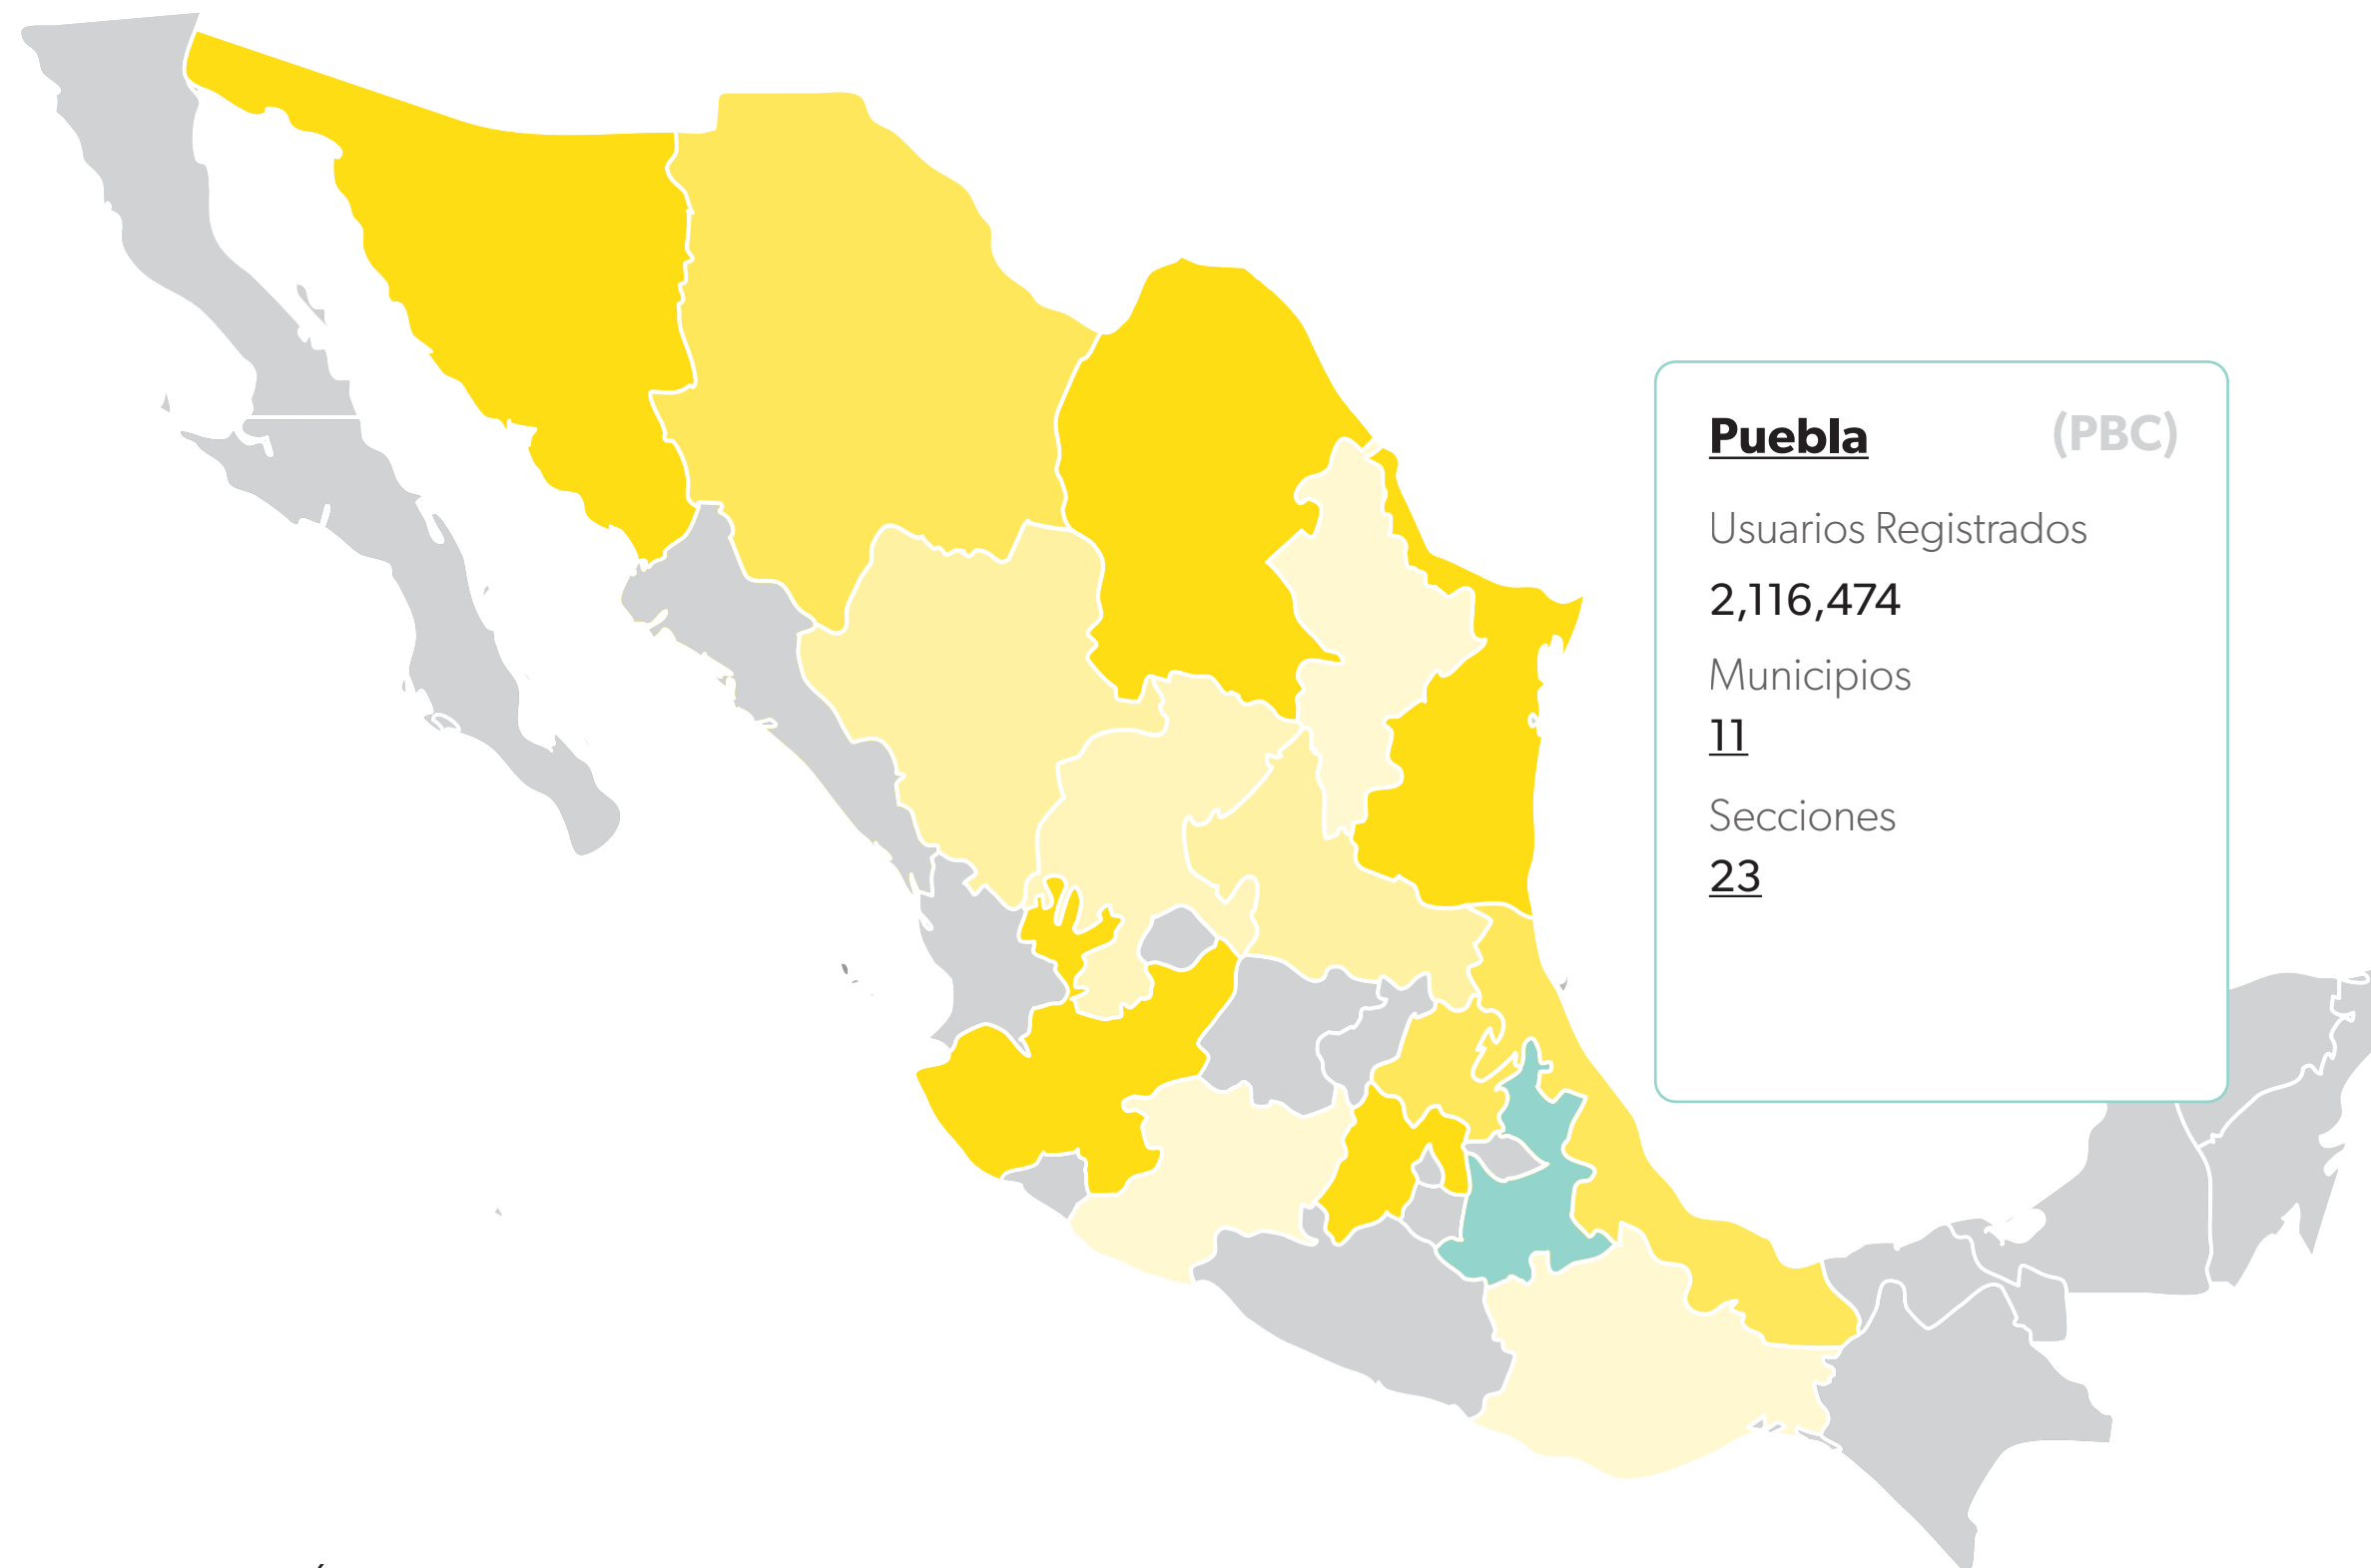 Puebla (PBC)
Usuarios Registrados
2,116,474
Municipios
11
Secciones
23